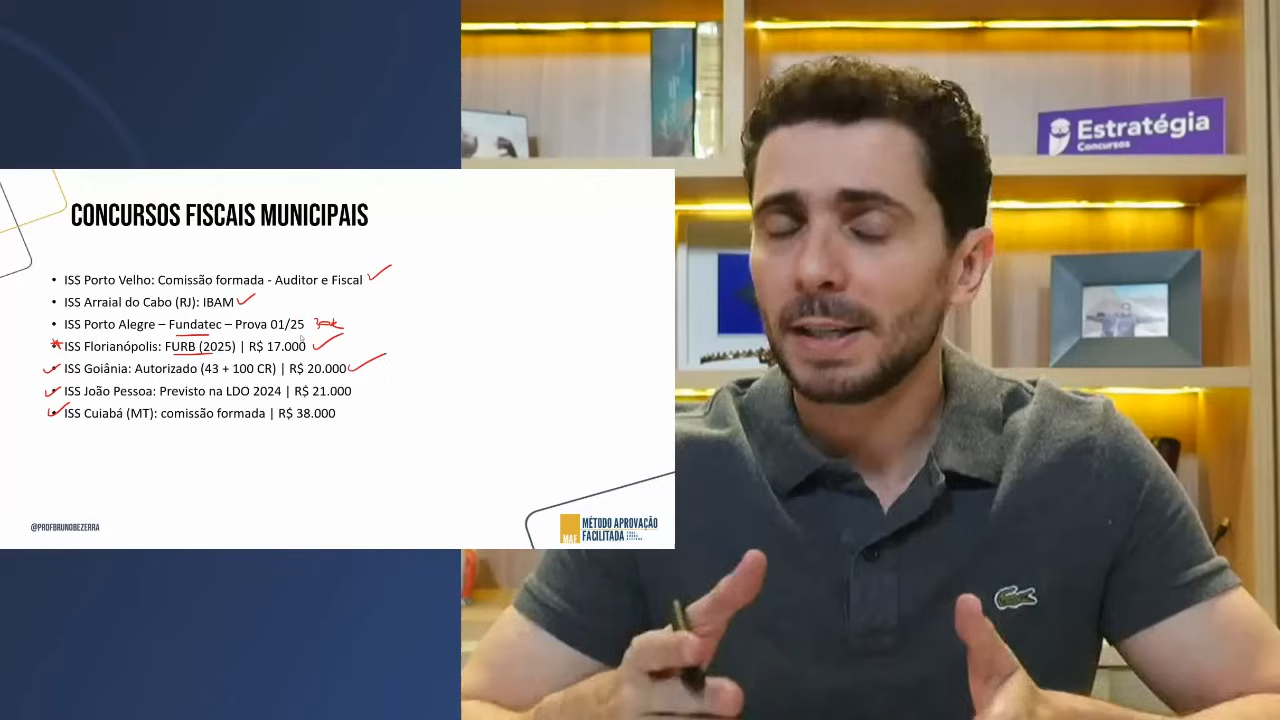 Estratégia
Concursos
CONCURSOS FISCAIS MUNICIPAIS
• ISS Porto Velho: Comissão formada - Auditor e Fiscal
• ISS Arraial do Cabo (RJ): IBAM
• ISS Porto Alegre – Fundatec – Prova 01/25
• ISS Florianópolis: FURB (2025) | R$ 17.000
• ISS Goiânia: Autorizado (43 + 100 CR) | R$ 20.000
• ISS João Pessoa: Previsto na LDO 2024 | R$ 21.000
• ISS Cuiabá (MT): comissão formada | R$ 38.000
@PROFBRUNOBEZERRA
MAF
MÉTODO APROVAÇÃO
FACILITADA